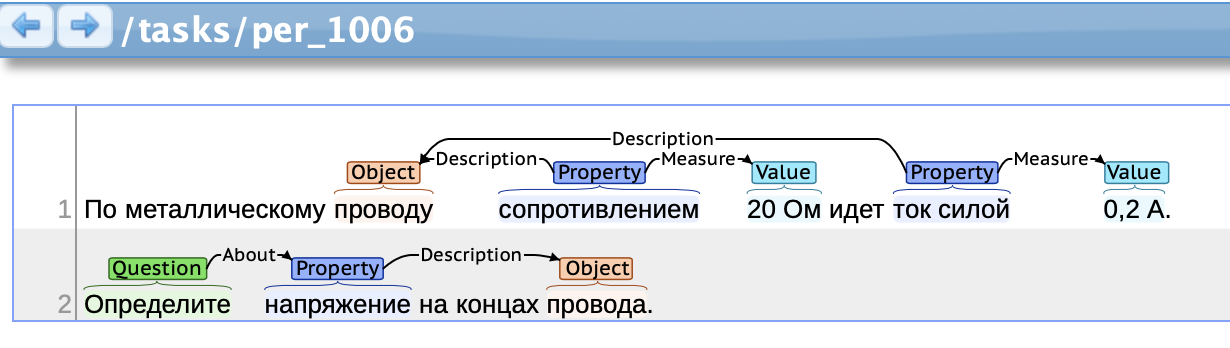 /tasks/per_1006
Description
Object Description Property Measure Value Property Measure Value
1 По металлическому проводу сопротивлением 20 Ом идет ток силой 0,2 А.
Question About Property Description Object
2 Определите напряжение на концах провода.